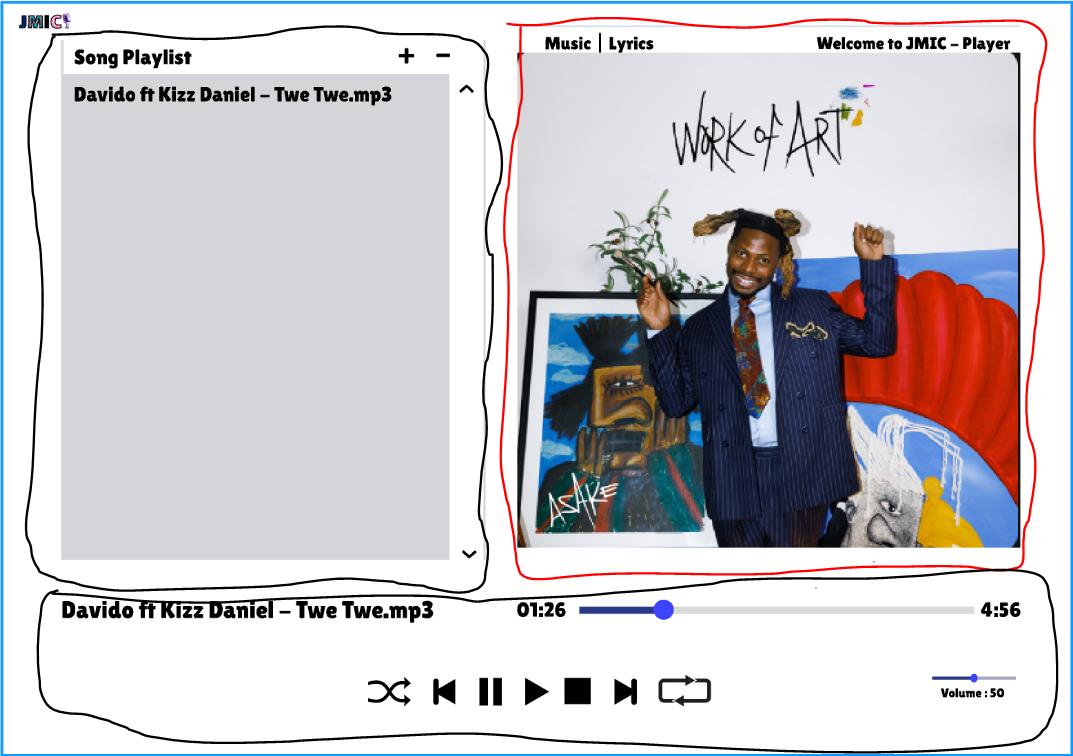 JMIC
Song Playlist + −
Davido ft Kizz Daniel – Twe Twe.mp3
Music | Lyrics
Welcome to JMIC – Player
WORK of ART
ASAKE
Davido ft Kizz Daniel – Twe Twe.mp3
01:26
4:56
Volume : 50